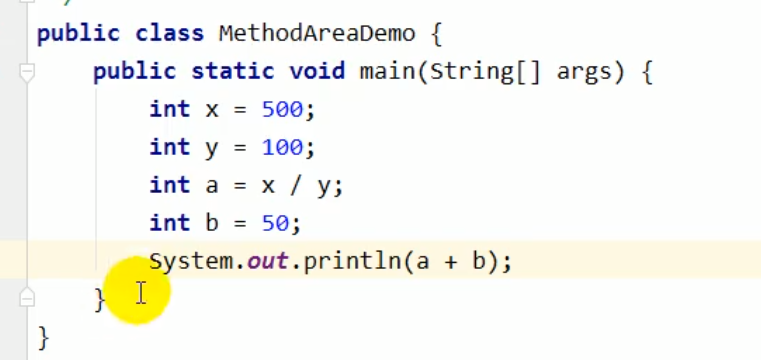 public class MethodAreaDemo {
    public static void main(String[] args) {
        int x = 500;
        int y = 100;
        int a = x / y;
        int b = 50;
        System.out.println(a + b);
    }
}